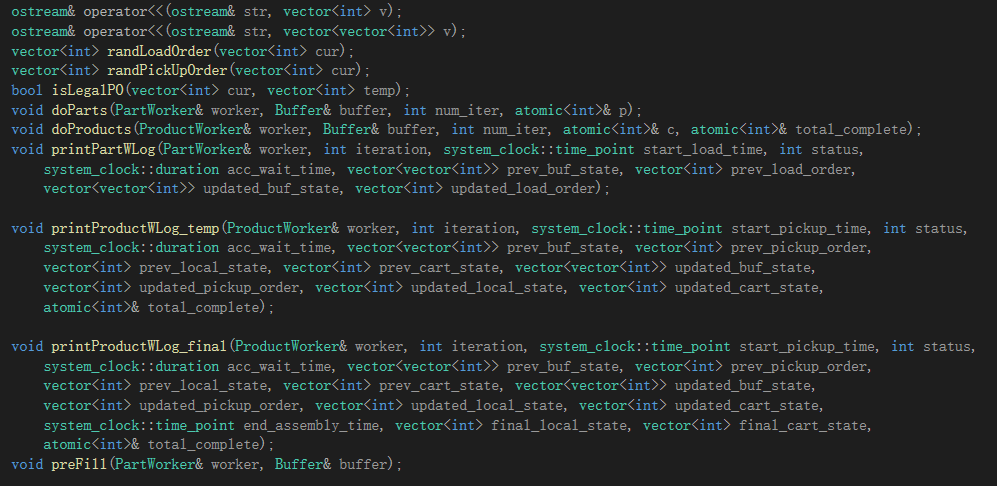 ostream& operator<<(ostream& str, vector<int> v);
ostream& operator<<(ostream& str, vector<vector<int>> v);
vector<int> randLoadOrder(vector<int> cur);
vector<int> randPickUpOrder(vector<int> cur);
bool isLegalPO(vector<int> cur, vector<int> temp);
void doParts(PartWorker& worker, Buffer& buffer, int num_iter, atomic<int>& p);
void doProducts(ProductWorker& worker, Buffer& buffer, int num_iter, atomic<int>& c, atomic<int>& total_complete);
void printPartWLog(PartWorker& worker, int iteration, system_clock::time_point start_load_time, int status,
    system_clock::duration acc_wait_time, vector<vector<int>> prev_buf_state, vector<int> prev_load_order,
    vector<vector<int>> updated_buf_state, vector<int> updated_load_order);

void printProductWLog_temp(ProductWorker& worker, int iteration, system_clock::time_point start_pickup_time, int status,
    system_clock::duration acc_wait_time, vector<vector<int>> prev_buf_state, vector<int> prev_pickup_order,
    vector<int> prev_local_state, vector<int> prev_cart_state, vector<vector<int>> updated_buf_state,
    vector<int> updated_pickup_order, vector<int> updated_local_state, vector<int> updated_cart_state,
    atomic<int>& total_complete);

void printProductWLog_final(ProductWorker& worker, int iteration, system_clock::time_point start_pickup_time, int status,
    system_clock::duration acc_wait_time, vector<vector<int>> prev_buf_state, vector<int> prev_pickup_order,
    vector<int> prev_local_state, vector<int> prev_cart_state, vector<vector<int>> updated_buf_state,
    vector<int> updated_pickup_order, vector<int> updated_local_state, vector<int> updated_cart_state,
    system_clock::time_point end_assembly_time, vector<int> final_local_state, vector<int> final_cart_state,
    atomic<int>& total_complete);
void preFill(PartWorker& worker, Buffer& buffer);